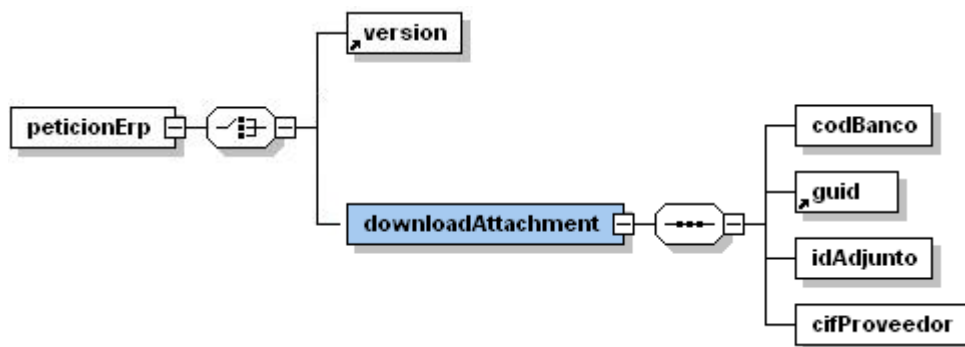 version
peticionErp
codBanco
guid
downloadAttachment
idAdjunto
cifProveedor